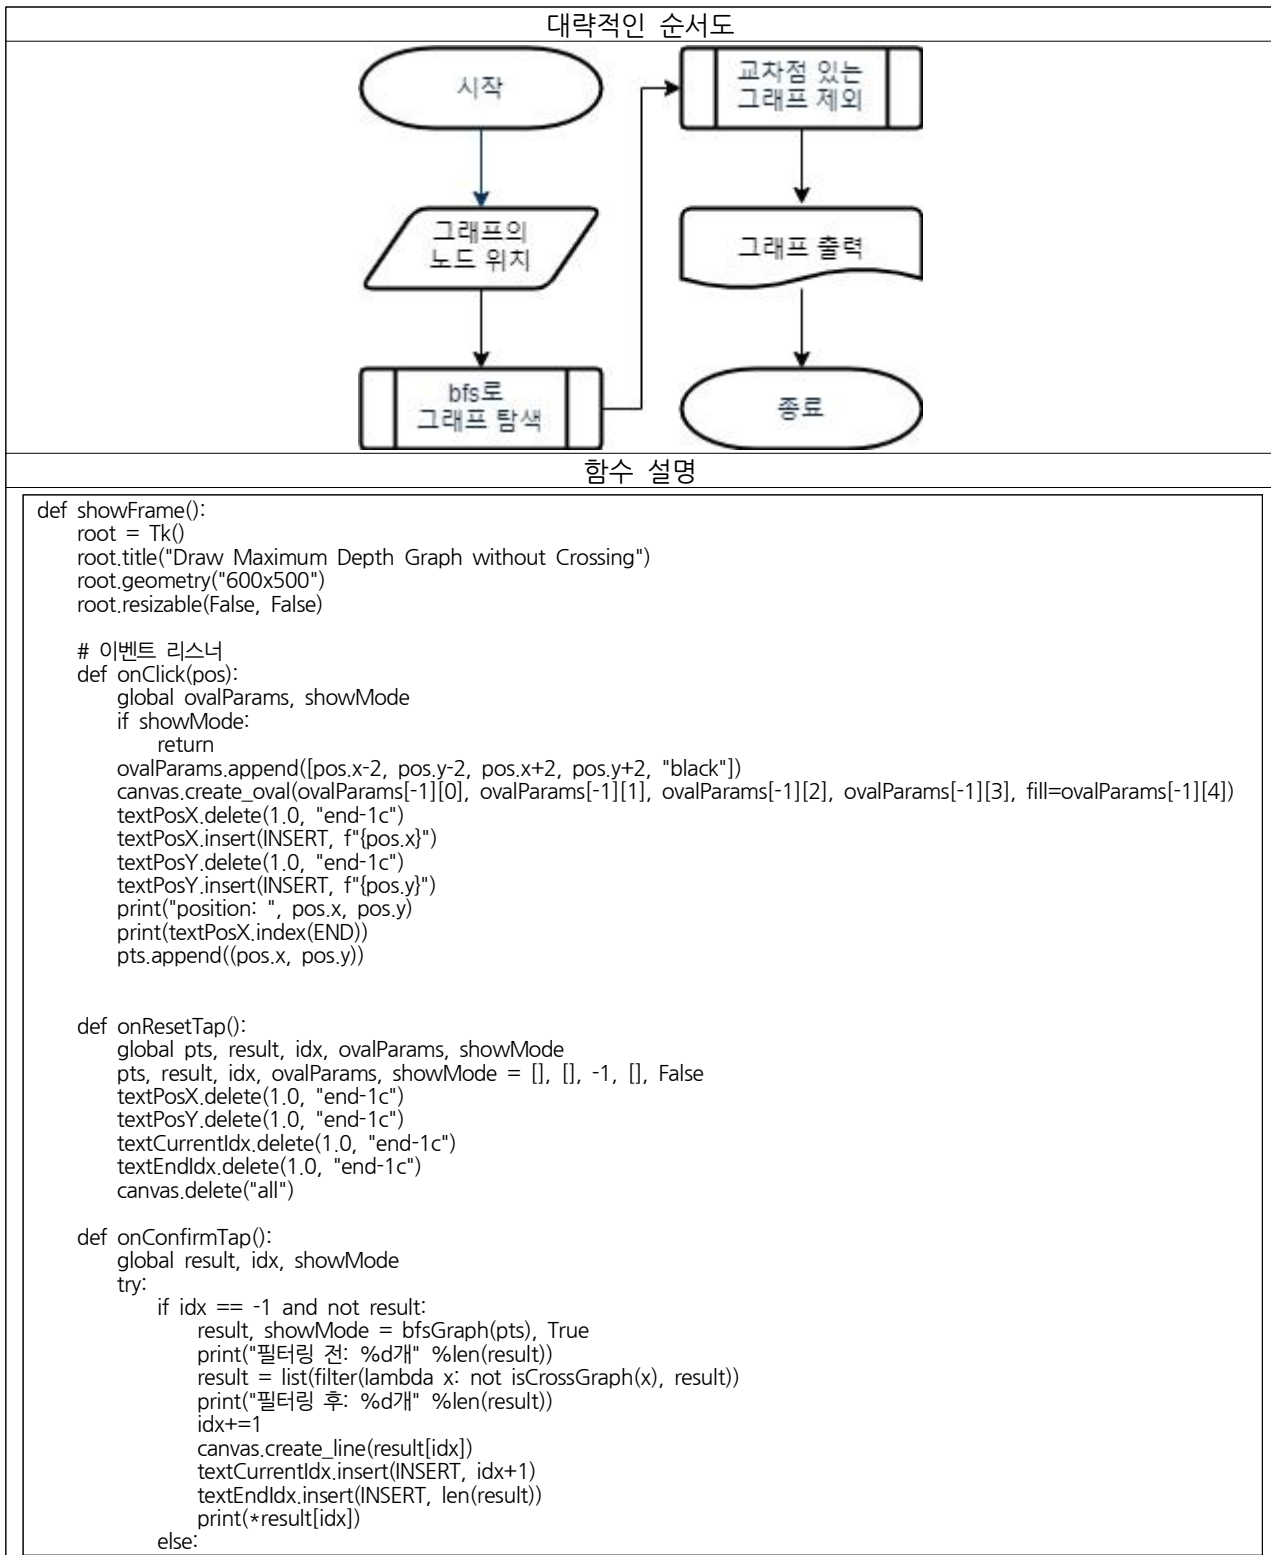 대략적인 순서도
시작
그래프의
노드 위치
bfs로
그래프 탐색
교차점 있는
그래프 제외
그래프 출력
종료
함수 설명
def showFrame():
    root = Tk()
    root.title("Draw Maximum Depth Graph without Crossing")
    root.geometry("600x500")
    root.resizable(False, False)

    # 이벤트 리스너
    def onClick(pos):
        global ovalParams, showMode
        if showMode:
            return
        ovalParams.append([pos.x-2, pos.y-2, pos.x+2, pos.y+2, "black"])
        canvas.create_oval(ovalParams[-1][0], ovalParams[-1][1], ovalParams[-1][2], ovalParams[-1][3], fill=ovalParams[-1][4])
        textPosX.delete(1.0, "end-1c")
        textPosX.insert(INSERT, f"{pos.x}")
        textPosY.delete(1.0, "end-1c")
        textPosY.insert(INSERT, f"{pos.y}")
        print("position: ", pos.x, pos.y)
        print(textPosX.index(END))
        pts.append((pos.x, pos.y))

    def onResetTap():
        global pts, result, idx, ovalParams, showMode
        pts, result, idx, ovalParams, showMode = [], [], -1, [], False
        textPosX.delete(1.0, "end-1c")
        textPosY.delete(1.0, "end-1c")
        textCurrentIdx.delete(1.0, "end-1c")
        textEndIdx.delete(1.0, "end-1c")
        canvas.delete("all")

    def onConfirmTap():
        global result, idx, showMode
        try:
            if idx == -1 and not result:
                result, showMode = bfsGraph(pts), True
                print("필터링 전: %d개" %len(result))
                result = list(filter(lambda x: not isCrossGraph(x), result))
                print("필터링 후: %d개" %len(result))
                idx+=1
                canvas.create_line(result[idx])
                textCurrentIdx.insert(INSERT, idx+1)
                textEndIdx.insert(INSERT, len(result))
                print(*result[idx])
            else: